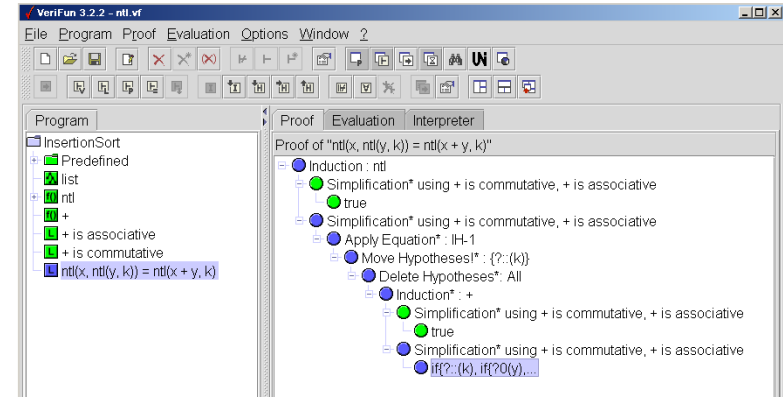 VeriFun 3.2.2 - ntl.vf
File Program Proof Evaluation Options Window ?
Program
InsertionSort
Predefined
list
ntl
+
+ is associative
+ is commutative
ntl(x, ntl(y, k)) = ntl(x + y, k)
Proof Evaluation Interpreter
Proof of "ntl(x, ntl(y, k)) = ntl(x + y, k)"
Induction : ntl
Simplification* using + is commutative, + is associative
true
Simplification* using + is commutative, + is associative
Apply Equation* : IH-1
Move Hypotheses!* : {?::(k)}
Delete Hypotheses*: All
Induction* : +
Simplification* using + is commutative, + is associative
true
Simplification* using + is commutative, + is associative
if{?::(k), if{?0(y),...